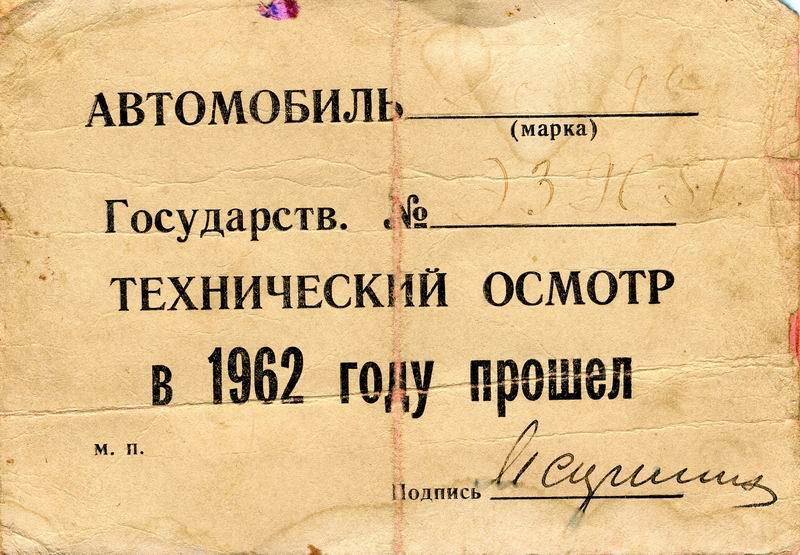 АВТОМОБИЛЬ
(марка)
Государств. №
ТЕХНИЧЕСКИЙ ОСМОТР
в 1962 году прошел
м. п.
Подпись